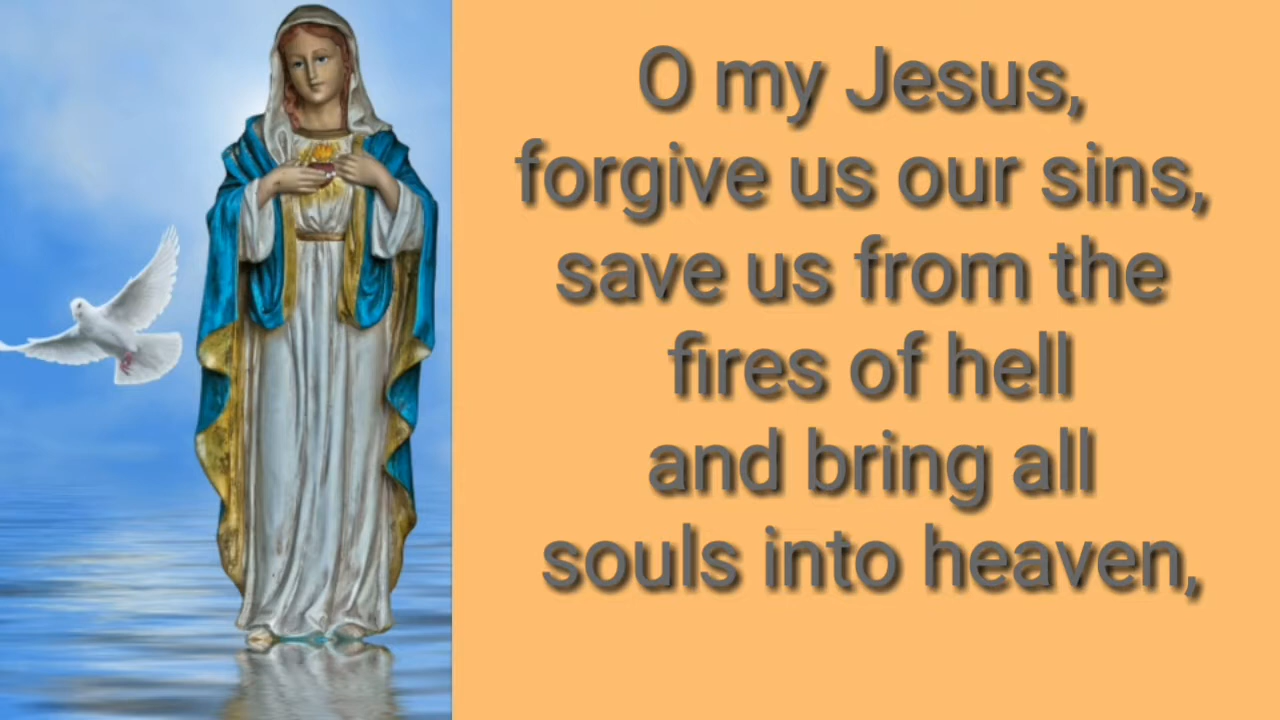 O my Jesus,
forgive us our sins,
save us from the
fires of hell
and bring all
souls into heaven,